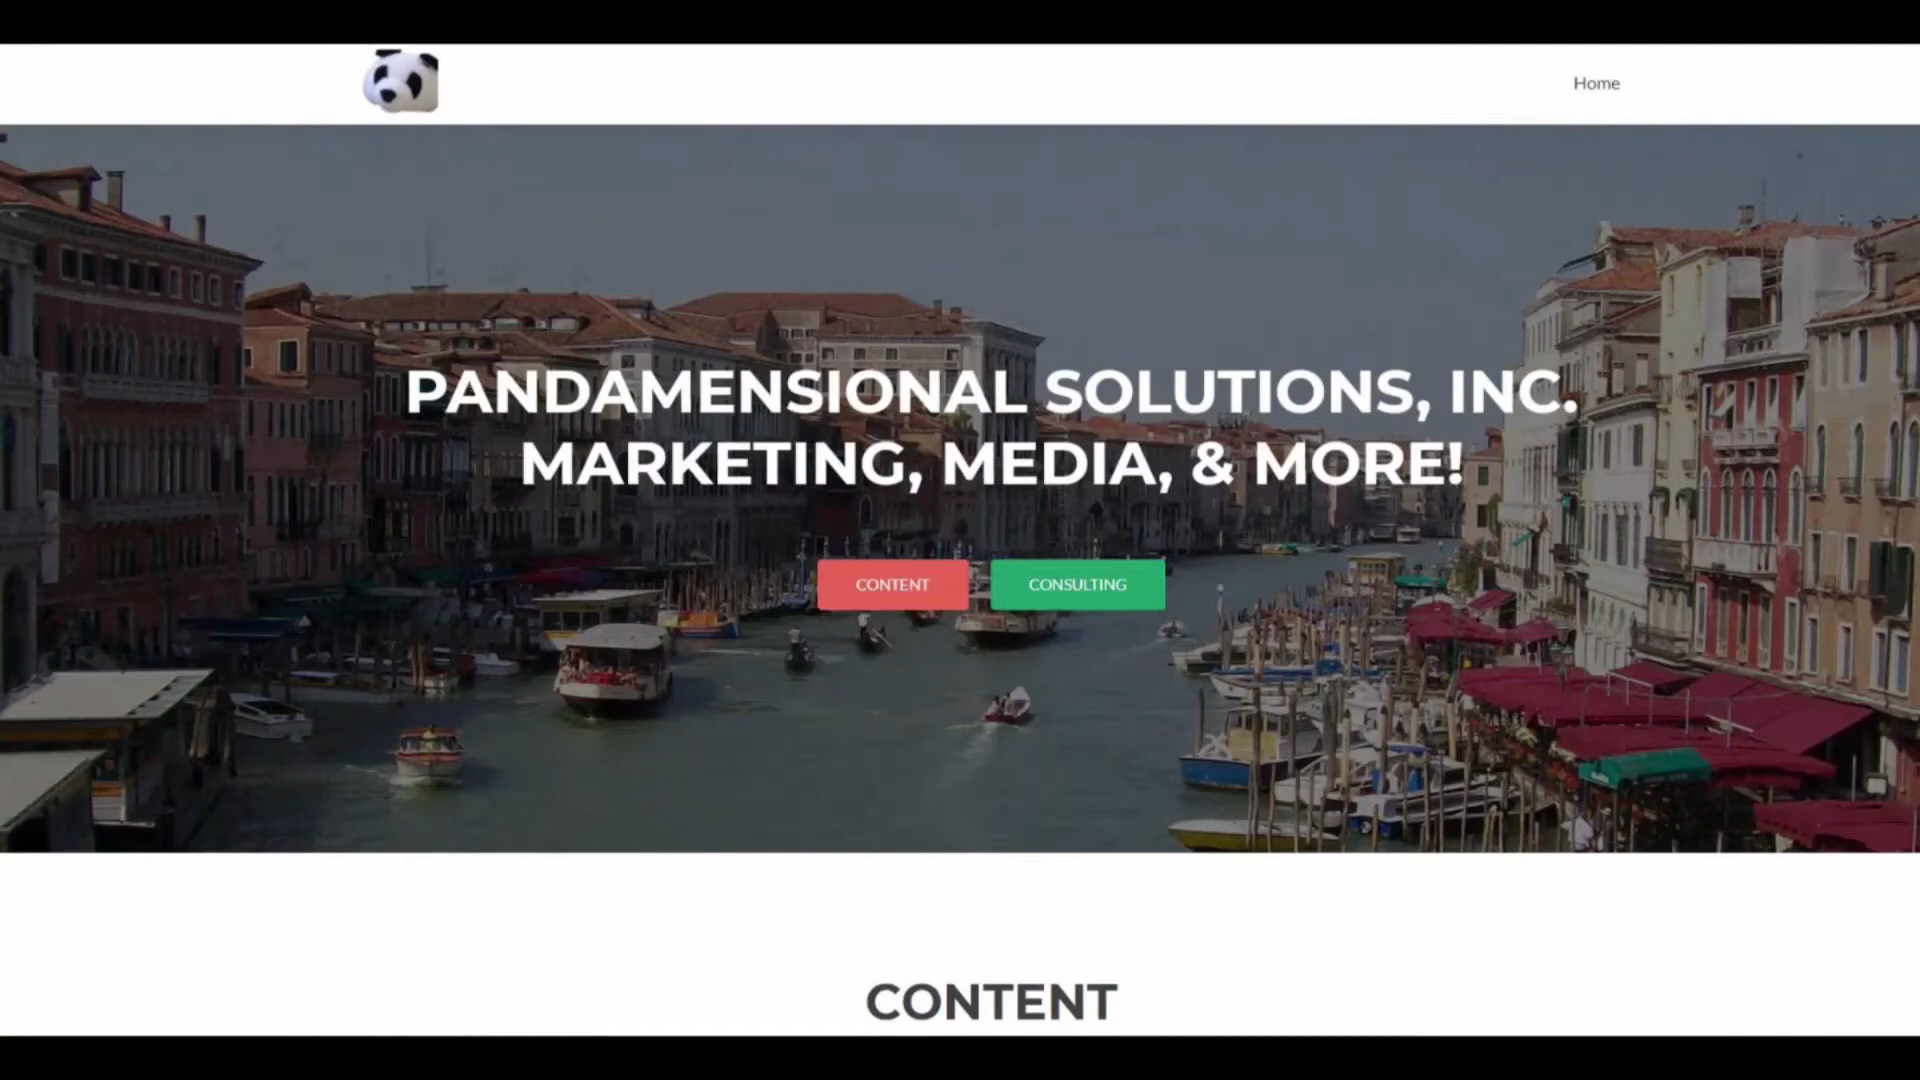 Home
PANDAMENSIONAL SOLUTIONS, INC.
MARKETING, MEDIA, & MORE!
CONTENT
CONSULTING
CONTENT